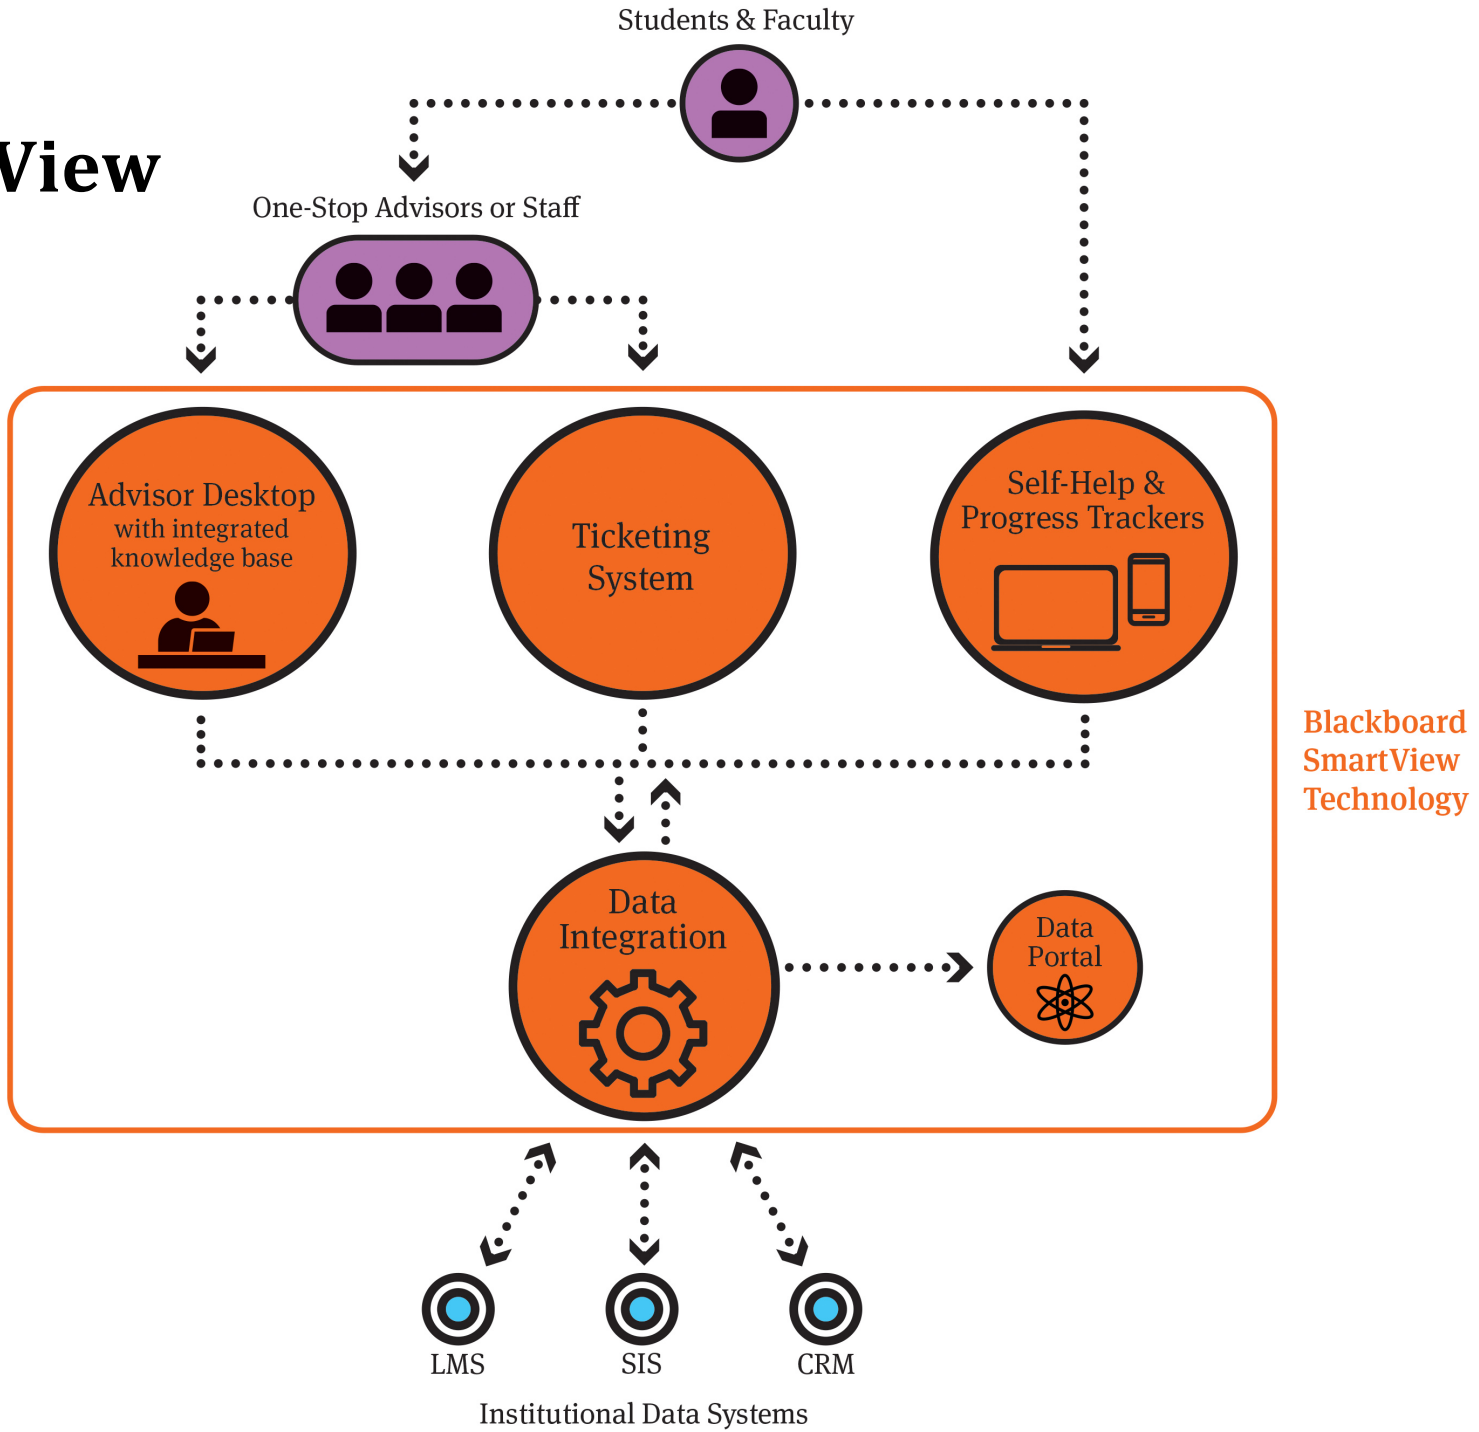 Students & Faculty
View
One-Stop Advisors or Staff
Advisor Desktop
with integrated
knowledge base
Ticketing
System
Self-Help &
Progress Trackers
Blackboard
SmartView
Technology
Data
Integration
Data
Portal
LMS
SIS
CRM
Institutional Data Systems